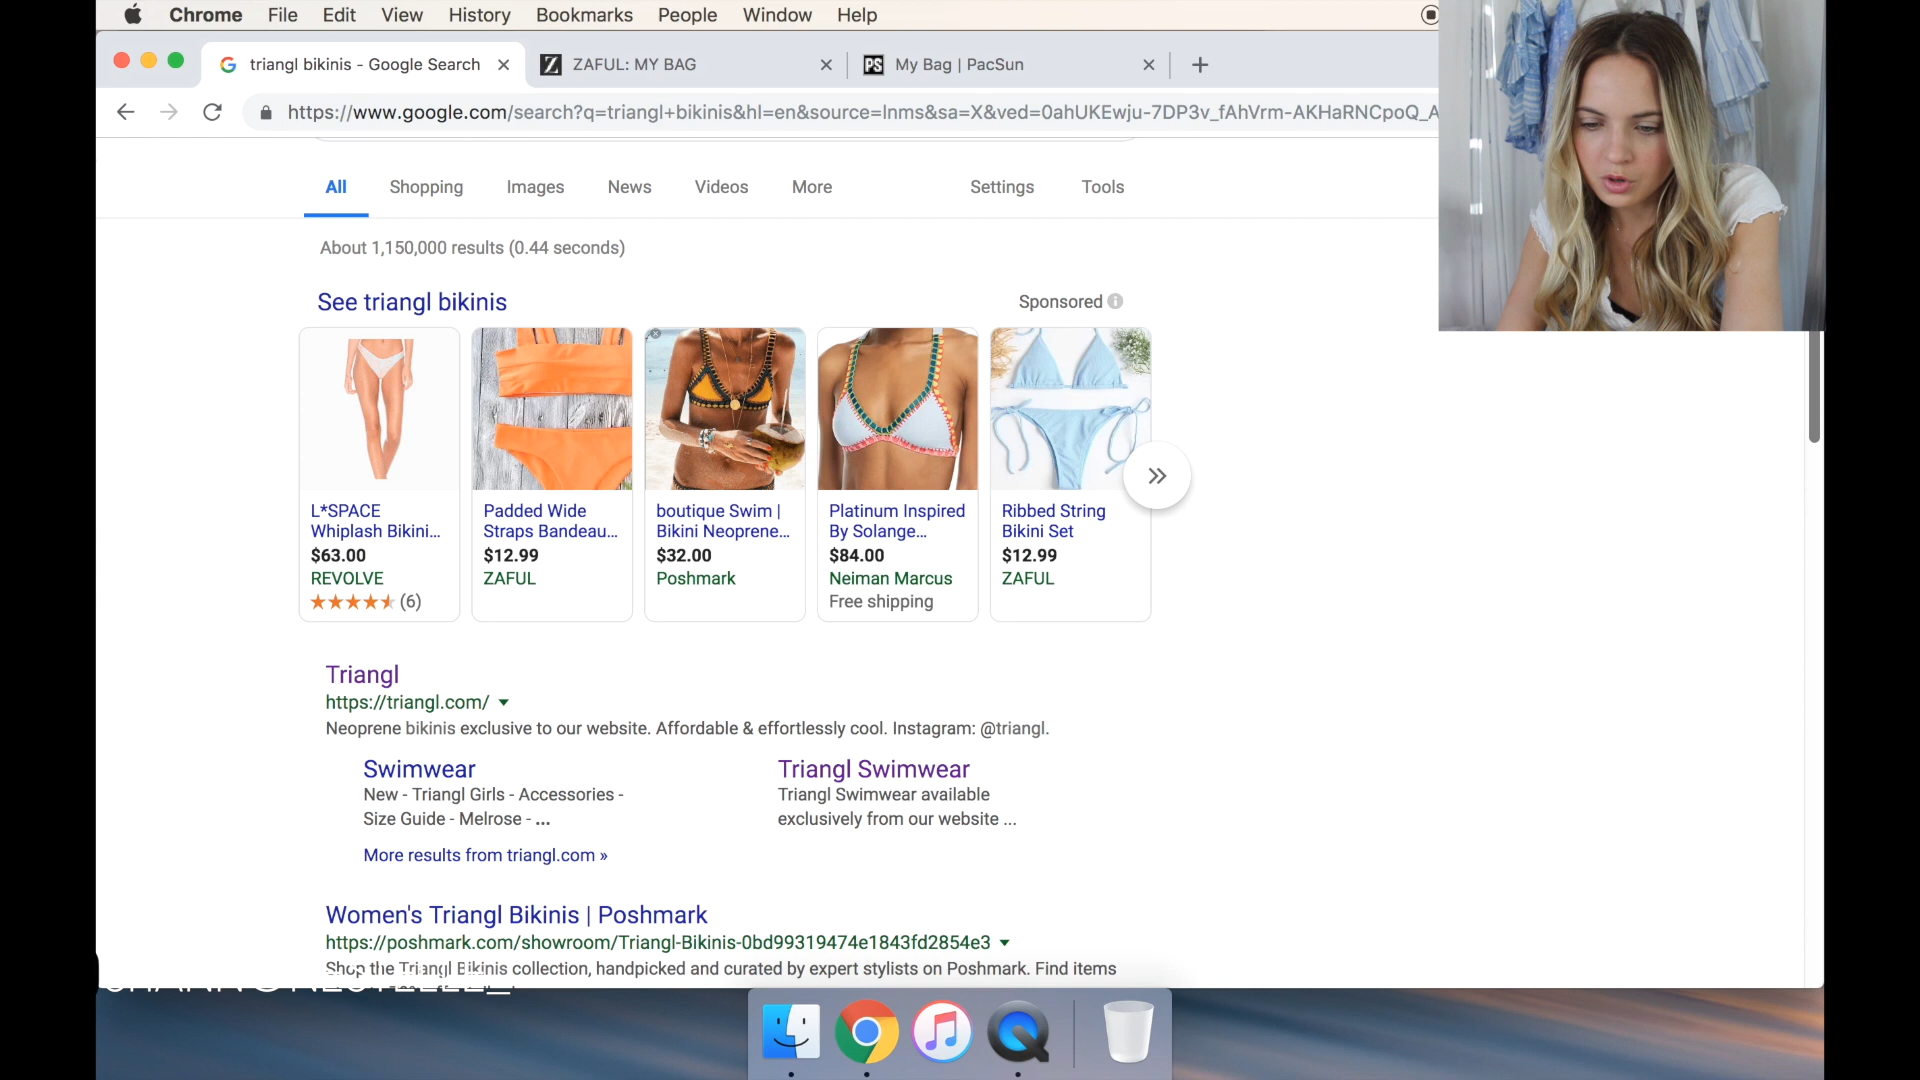 Chrome File Edit View History Bookmarks People Window Help
triangl bikinis - Google Search
ZAFUL: MY BAG
PS My Bag | PacSun
https://www.google.com/search?q=triangl+bikinis&hl=en&source=lnms&sa=X&ved=0ahUKEwju-7DP3v_fAhVrm-AKHaRNCpoQ_A
All Shopping Images News Videos More Settings Tools
About 1,150,000 results (0.44 seconds)
See triangl bikinis
Sponsored
L*SPACE
Whiplash Bikini...
$63.00
REVOLVE
(6)
Padded Wide
Straps Bandeau...
$12.99
ZAFUL
boutique Swim |
Bikini Neoprene...
$32.00
Poshmark
Platinum Inspired
By Solange...
$84.00
Neiman Marcus
Free shipping
Ribbed String
Bikini Set
$12.99
ZAFUL
Triangl
https://triangl.com/
Neoprene bikinis exclusive to our website. Affordable & effortlessly cool. Instagram: @triangl.
Swimwear
New - Triangl Girls - Accessories -
Size Guide - Melrose - ...
Triangl Swimwear
Triangl Swimwear available
exclusively from our website ...
More results from triangl.com »
Women's Triangl Bikinis | Poshmark
https://poshmark.com/showroom/Triangl-Bikinis-0bd99319474e1843fd2854e3
Shop the Triangl Bikinis collection, handpicked and curated by expert stylists on Poshmark. Find items